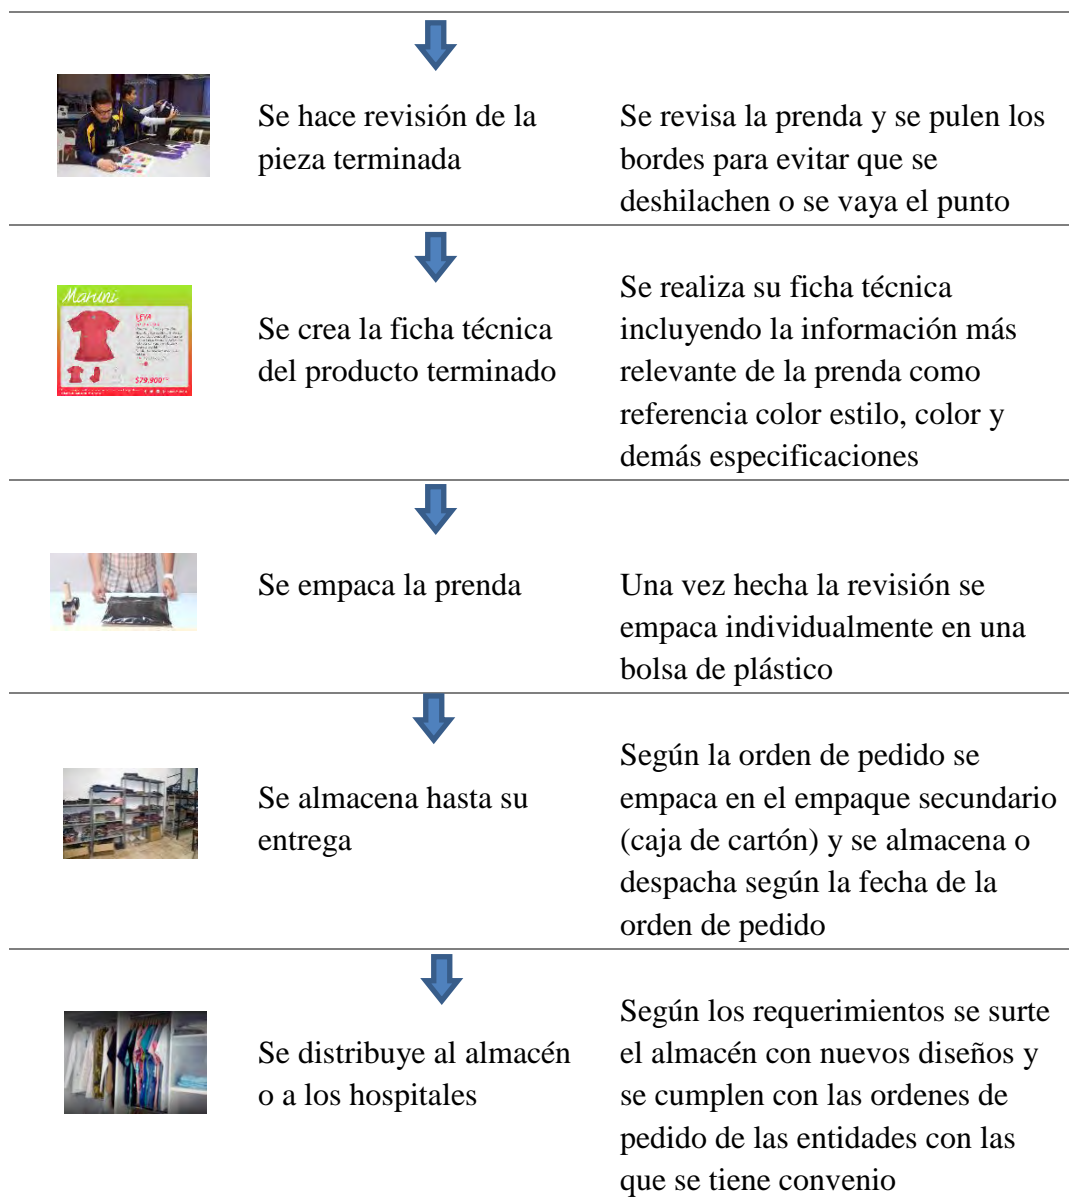 Se hace revisión de la
pieza terminada
Se revisa la prenda y se pulen los
bordes para evitar que se
deshilachen o se vaya el punto
Maruni
LEVA
$79.900
Se crea la ficha técnica
del producto terminado
Se realiza su ficha técnica
incluyendo la información más
relevante de la prenda como
referencia color estilo, color y
demás especificaciones
Se empaca la prenda
Una vez hecha la revisión se
empaca individualmente en una
bolsa de plástico
Se almacena hasta su
entrega
Según la orden de pedido se
empaca en el empaque secundario
(caja de cartón) y se almacena o
despacha según la fecha de la
orden de pedido
Se distribuye al almacén
o a los hospitales
Según los requerimientos se surte
el almacén con nuevos diseños y
se cumplen con las ordenes de
pedido de las entidades con las
que se tiene convenio